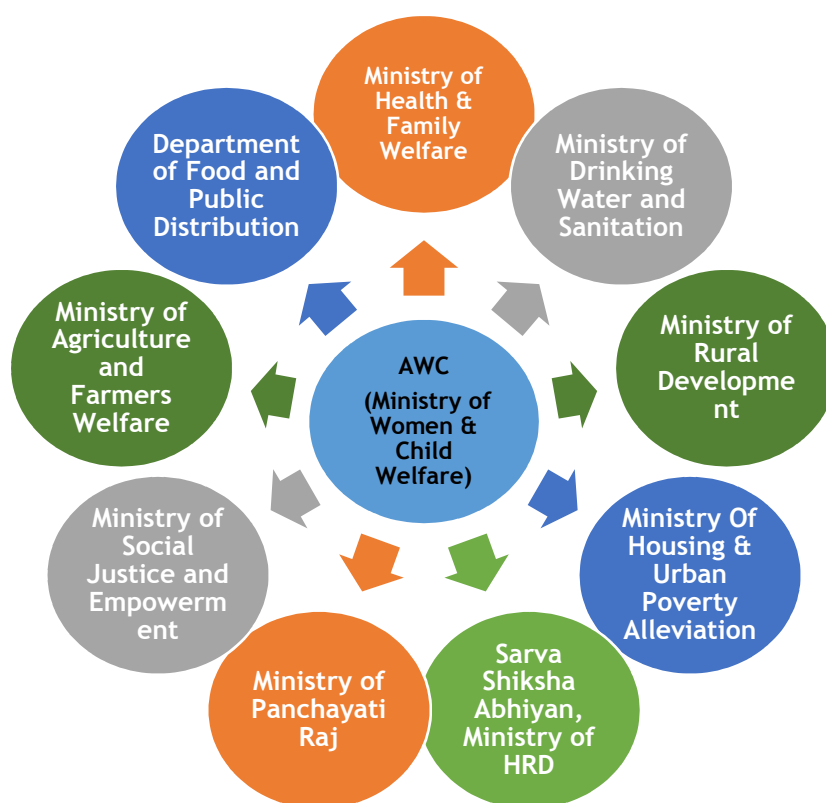 Ministry of
Health &
Family
Welfare
Ministry of
Drinking
Water and
Sanitation
Ministry of
Rural
Developme
nt
Ministry Of
Housing &
Urban
Poverty
Alleviation
Sarva
Shiksha
Abhiyan,
Ministry of
HRD
Ministry of
Panchayati
Raj
Ministry of
Social
Justice and
Empowerm
ent
Ministry of
Agriculture
and
Farmers
Welfare
Department
of Food and
Public
Distribution
AWC
(Ministry of
Women &
Child
Welfare)